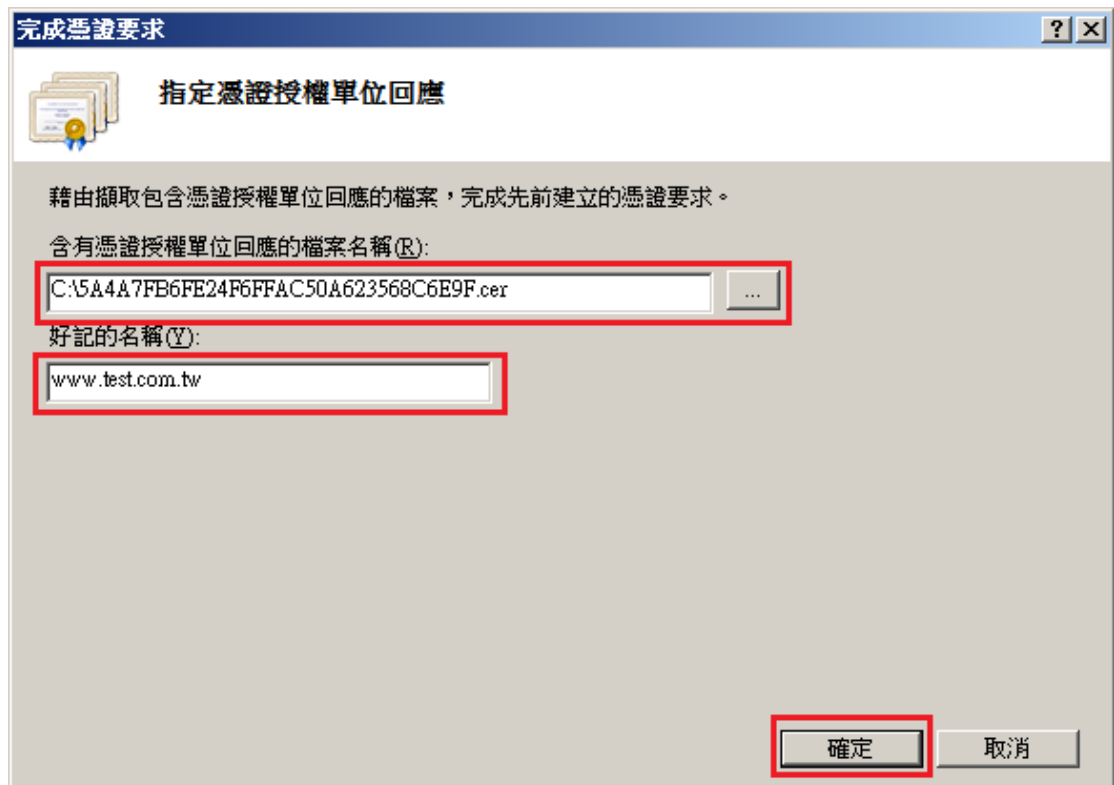 完成憑證要求
指定憑證授權單位回應
藉由擷取包含憑證授權單位回應的檔案，完成先前建立的憑證要求。
含有憑證授權單位回應的檔案名稱(R):
C:\5A4A7FB6FE24F6FFAC50A623568C6E9F.cer
...
好記的名稱(Y):
www.test.com.tw
確定 取消